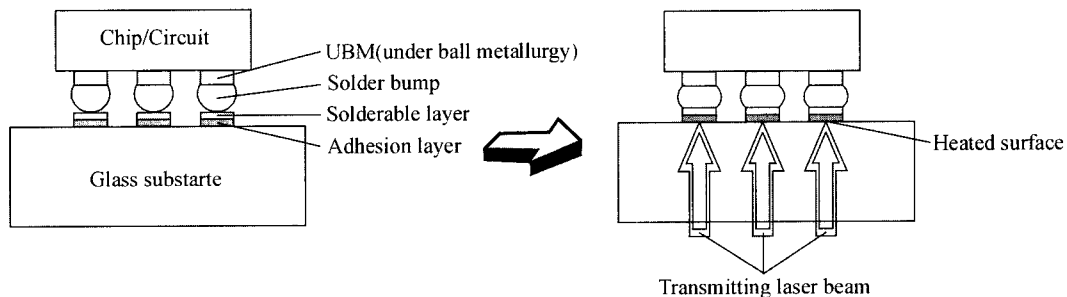 Chip/Circuit
UBM(under ball metallurgy)
Solder bump
Solderable layer
Adhesion layer
Glass substarte
Heated surface
Transmitting laser beam